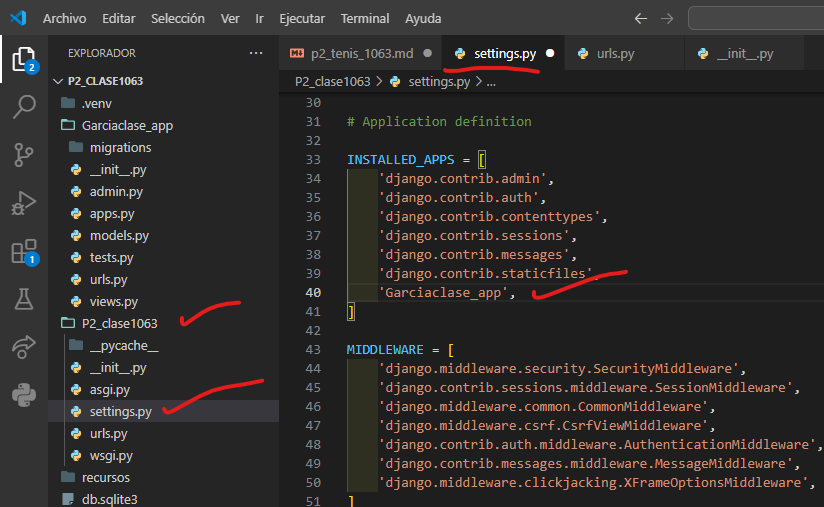 Archivo Editar Selección Ver Ir Ejecutar Terminal Ayuda
EXPLORADOR
P2_CLASE1063
.venv
Garciaclase_app
migrations
__init__.py
admin.py
apps.py
models.py
tests.py
urls.py
views.py
P2_clase1063
__pycache__
__init__.py
asgi.py
settings.py
urls.py
wsgi.py
recursos
db.sqlite3
2
1
p2_tenis_1063.md settings.py urls.py __init__.py
P2_clase1063 > settings.py > ...
30
31 # Application definition
32
33 INSTALLED_APPS = [
34 'django.contrib.admin',
35 'django.contrib.auth',
36 'django.contrib.contenttypes',
37 'django.contrib.sessions',
38 'django.contrib.messages',
39 'django.contrib.staticfiles',
40 'Garciaclase_app',
41 ]
42
43 MIDDLEWARE = [
44 'django.middleware.security.SecurityMiddleware',
45 'django.contrib.sessions.middleware.SessionMiddleware',
46 'django.middleware.common.CommonMiddleware',
47 'django.middleware.csrf.CsrfViewMiddleware',
48 'django.contrib.auth.middleware.AuthenticationMiddleware',
49 'django.contrib.messages.middleware.MessageMiddleware',
50 'django.middleware.clickjacking.XFrameOptionsMiddleware',
51 ]